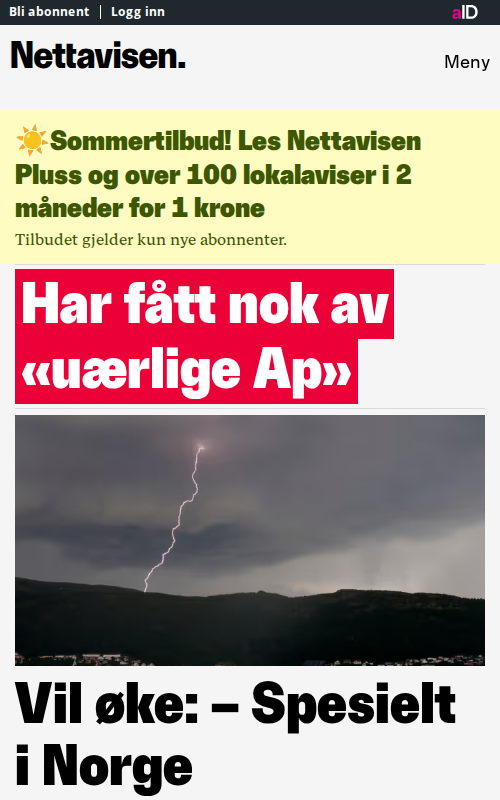 Bli abonnent | Logg inn
aID
Nettavisen.
Meny
☀️Sommertilbud! Les Nettavisen
Pluss og over 100 lokalaviser i 2
måneder for 1 krone
Tilbudet gjelder kun nye abonnenter.
Har fått nok av
«uærlige Ap»
Vil øke: – Spesielt
i Norge